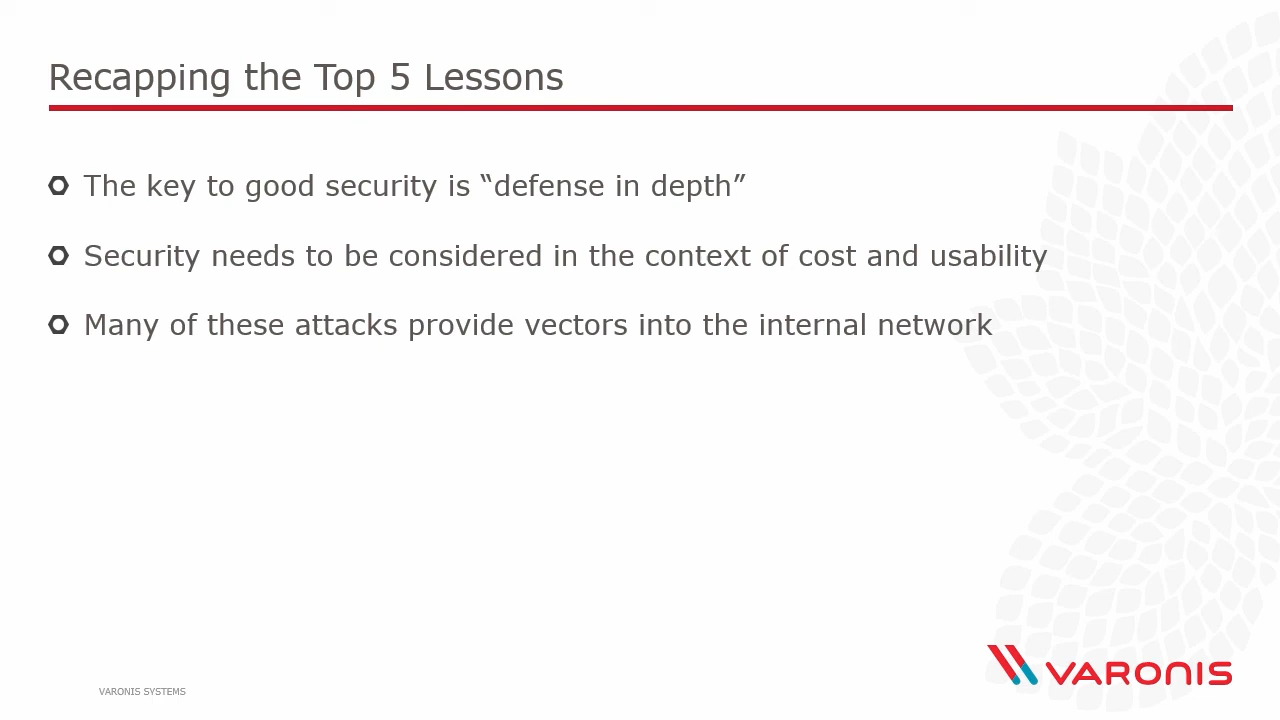 Recapping the Top 5 Lessons
The key to good security is “defense in depth”
Security needs to be considered in the context of cost and usability
Many of these attacks provide vectors into the internal network
VARONIS SYSTEMS
VARONIS